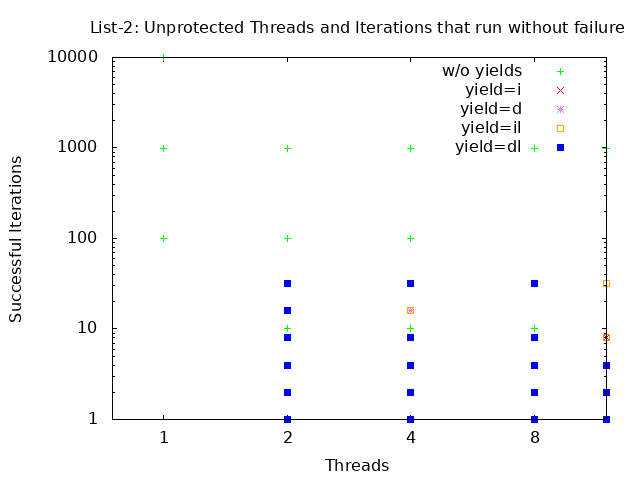 List-2: Unprotected Threads and Iterations that run without failure
10000
1000
100
10
1
Successful Iterations
w/o yields
yield=i
yield=d
yield=il
yield=dl
1 2 4 8
Threads